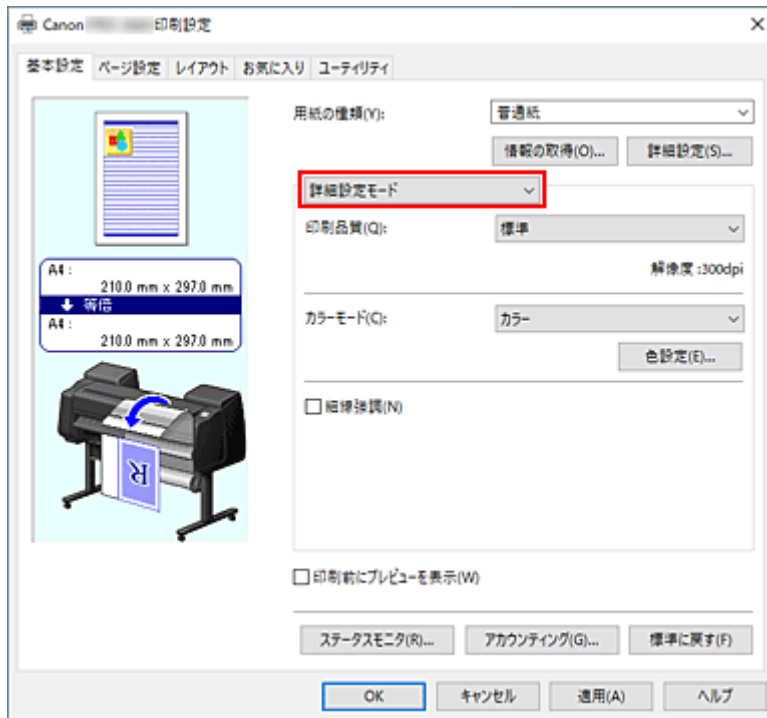 Canon 印刷設定
基本設定 ページ設定 レイアウト お気に入り ユーティリティ
用紙の種類(Y): 普通紙
情報の取得(O)... 詳細設定(S)...
詳細設定モード
印刷品質(Q): 標準
解像度 :300dpi
カラーモード(C): カラー
色設定(E)...
細線強調(N)
A4 :
210.0 mm x 297.0 mm
等倍
A4 :
210.0 mm x 297.0 mm
R
印刷前にプレビューを表示(W)
ステータスモニタ(R)... アカウンティング(G)... 標準に戻す(F)
OK キャンセル 適用(A) ヘルプ